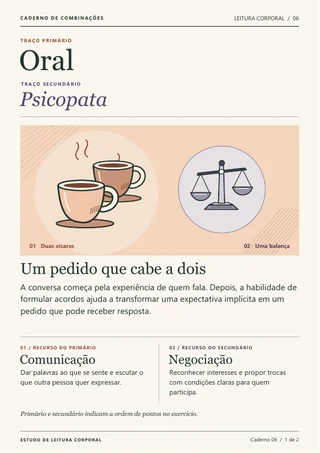 CADERNO DE COMBINAÇÕES
LEITURA CORPORAL / 06
TRAÇO PRIMÁRIO
Oral
TRAÇO SECUNDÁRIO
Psicopata
01 Duas xícaras
02 Uma balança
Um pedido que cabe a dois
A conversa começa pela experiência de quem fala. Depois, a habilidade de
formular acordos ajuda a transformar uma expectativa implícita em um
pedido que pode receber resposta.
01 / RECURSO DO PRIMÁRIO
Comunicação
Dar palavras ao que se sente e escutar o
que outra pessoa quer expressar.
02 / RECURSO DO SECUNDÁRIO
Negociação
Reconhecer interesses e propor trocas
com condições claras para quem
participa.
Primário e secundário indicam a ordem de pontos no exercício.
ESTUDO DE LEITURA CORPORAL
Caderno 06 / 1 de 2